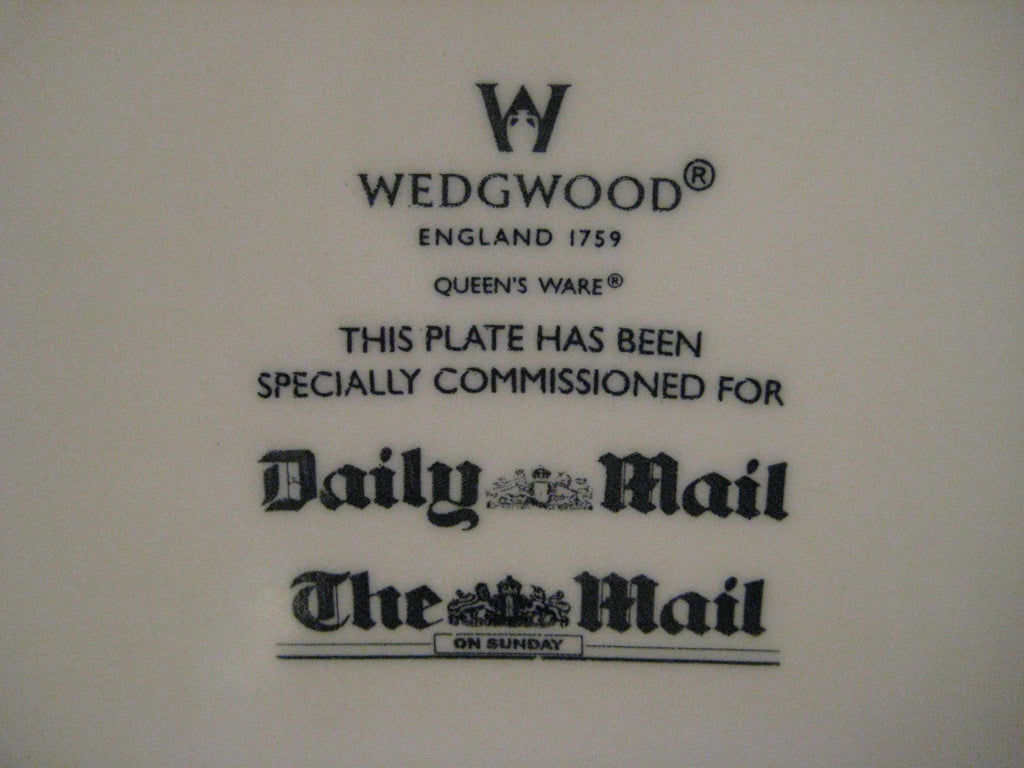 W
WEDGWOOD®
ENGLAND 1759
QUEEN'S WARE®
THIS PLATE HAS BEEN
SPECIALLY COMMISSIONED FOR
Daily Mail
The Mail
ON SUNDAY